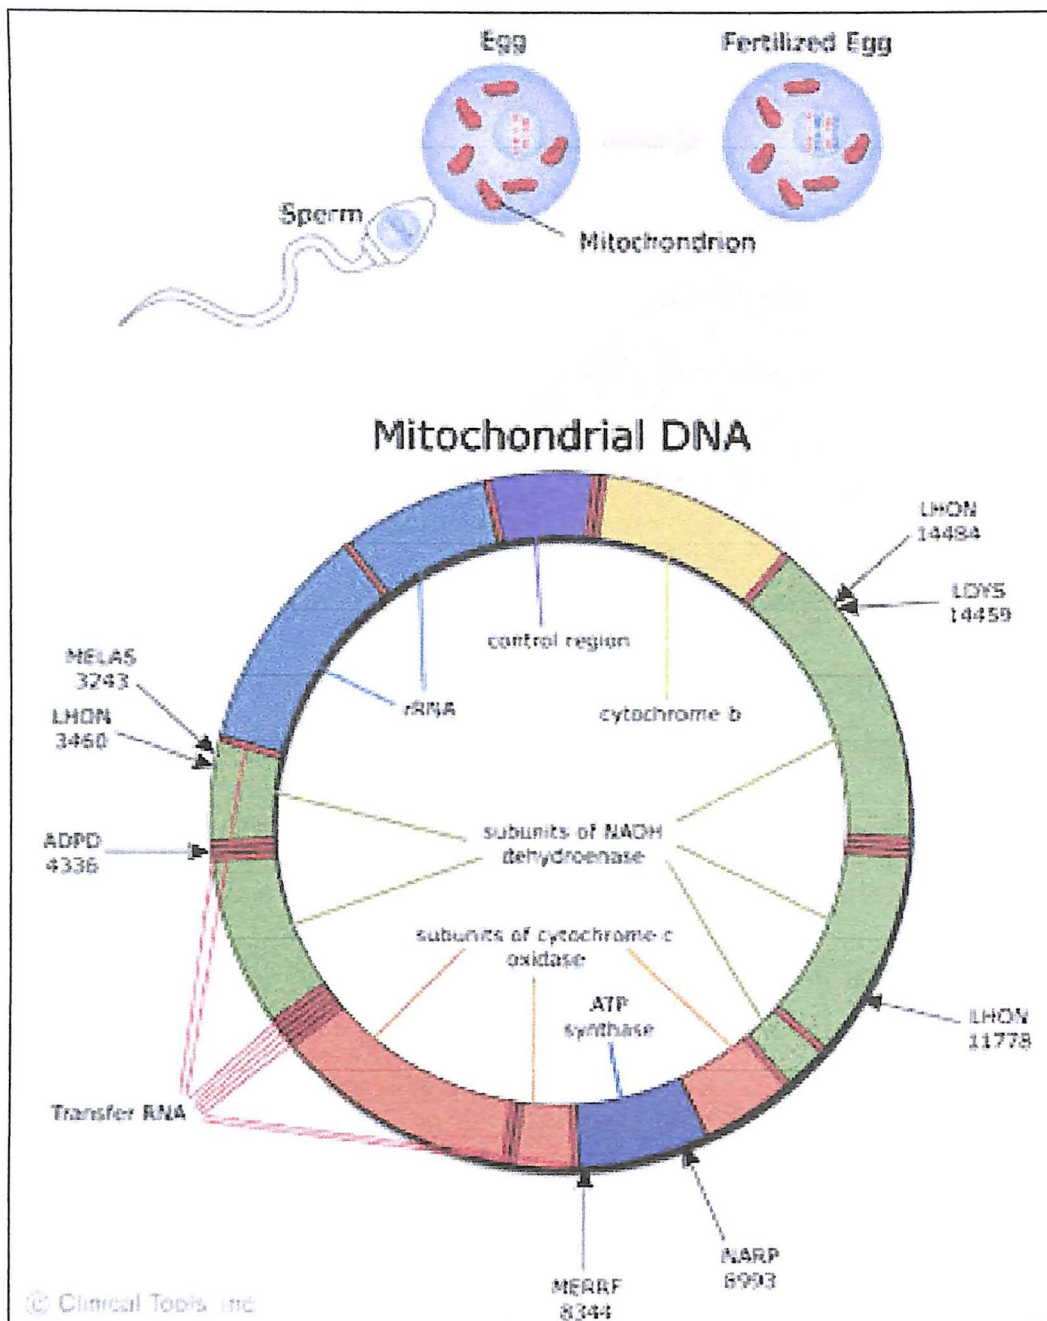 Egg
Fertilized Egg
Sperm
Mitochondrion
Mitochondrial DNA
LHON
14484
LDYS
14459
control region
MELAS
3243
rRNA
cytochrome b
LHON
3460
subunits of NADH
dehydroenase
ADPD
4336
subunits of cytochrome c
oxidase
ATP
synthase
LHON
11778
Transfer RNA
NARP
8993
MERRF
8344
© Clinical Tools, Inc